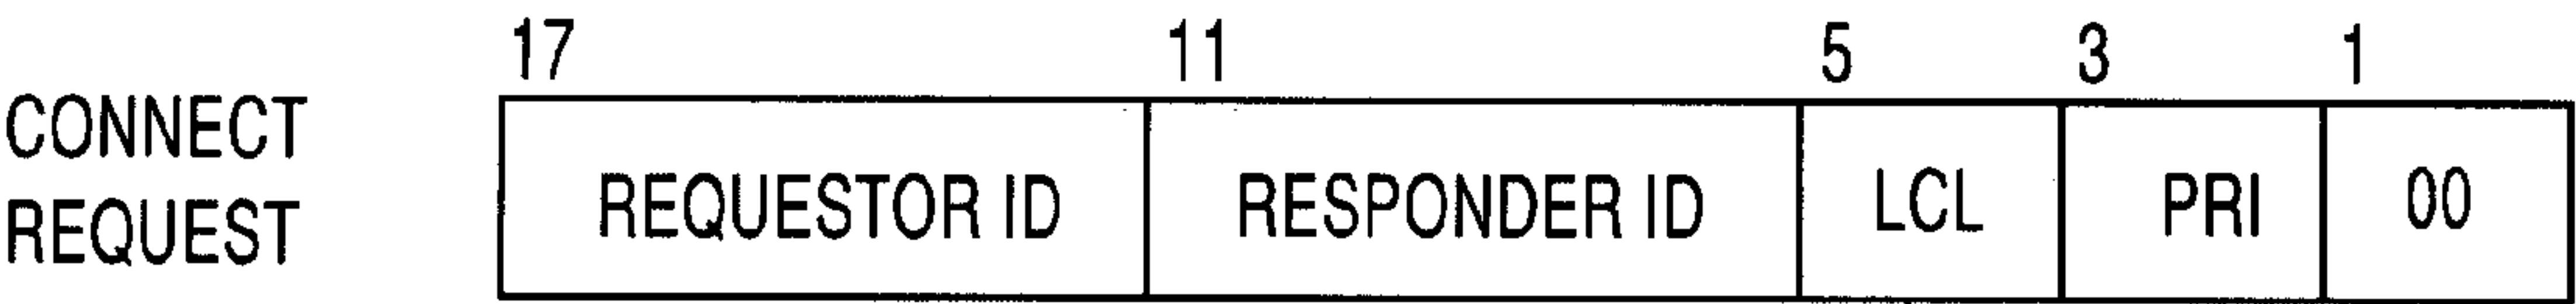 17 11 5 3 1
CONNECT
REQUEST
REQUESTOR ID RESPONDER ID LCL PRI 00